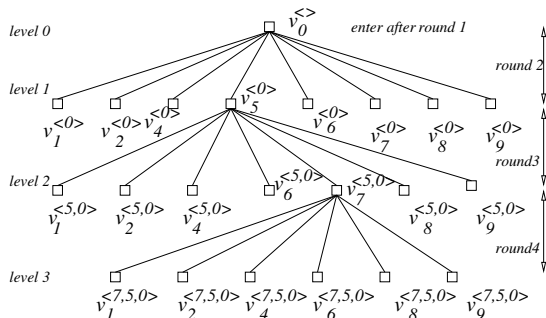 level 0 v_0^{<>} enter after round 1
round 2
level 1
v_1^{<0>} v_2^{<0>} v_4^{<0>} v_5^{<0>} v_6^{<0>} v_7^{<0>} v_8^{<0>} v_9^{<0>}
round3
level 2
v_1^{<5,0>} v_2^{<5,0>} v_4^{<5,0>} v_6^{<5,0>} v_7^{<5,0>} v_8^{<5,0>} v_9^{<5,0>}
round4
level 3
v_1^{<7,5,0>} v_2^{<7,5,0>} v_4^{<7,5,0>} v_6^{<7,5,0>} v_8^{<7,5,0>} v_9^{<7,5,0>}